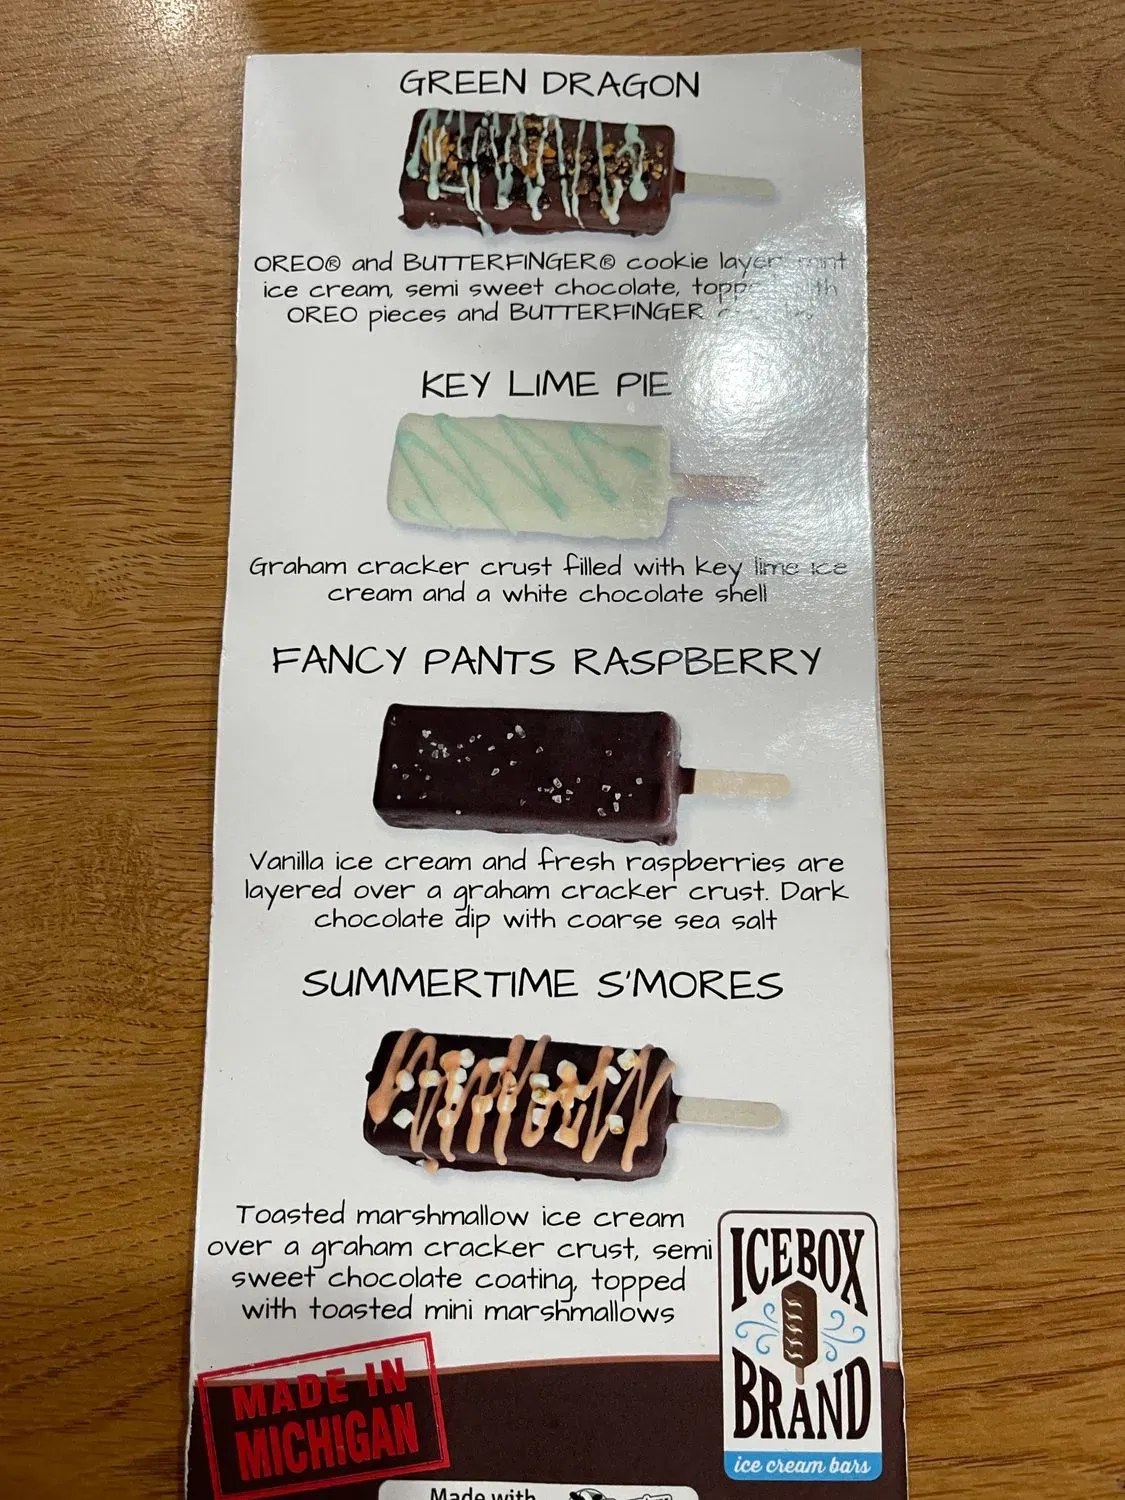 GREEN DRAGON
OREO® and BUTTERFINGER® cookie layer, mint
ice cream, semi sweet chocolate, topped with
OREO pieces and BUTTERFINGER
KEY LIME PIE
Graham cracker crust filled with key lime ice
cream and a white chocolate shell
FANCY PANTS RASPBERRY
Vanilla ice cream and fresh raspberries are
layered over a graham cracker crust. Dark
chocolate dip with coarse sea salt
SUMMERTIME S'MORES
Toasted marshmallow ice cream
over a graham cracker crust, semi
sweet chocolate coating, topped
with toasted mini marshmallows
ICEBOX
BRAND
ice cream bars
MADE IN
MICHIGAN
Made with